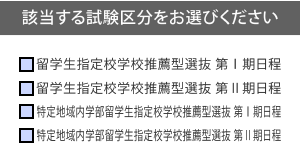 該当する試験区分をお選びください
留学生指定校学校推薦型選抜 第Ⅰ期日程
留学生指定校学校推薦型選抜 第Ⅱ期日程
特定地域内学部留学生指定校学校推薦型選抜 第Ⅰ期日程
特定地域内学部留学生指定校学校推薦型選抜 第Ⅱ期日程